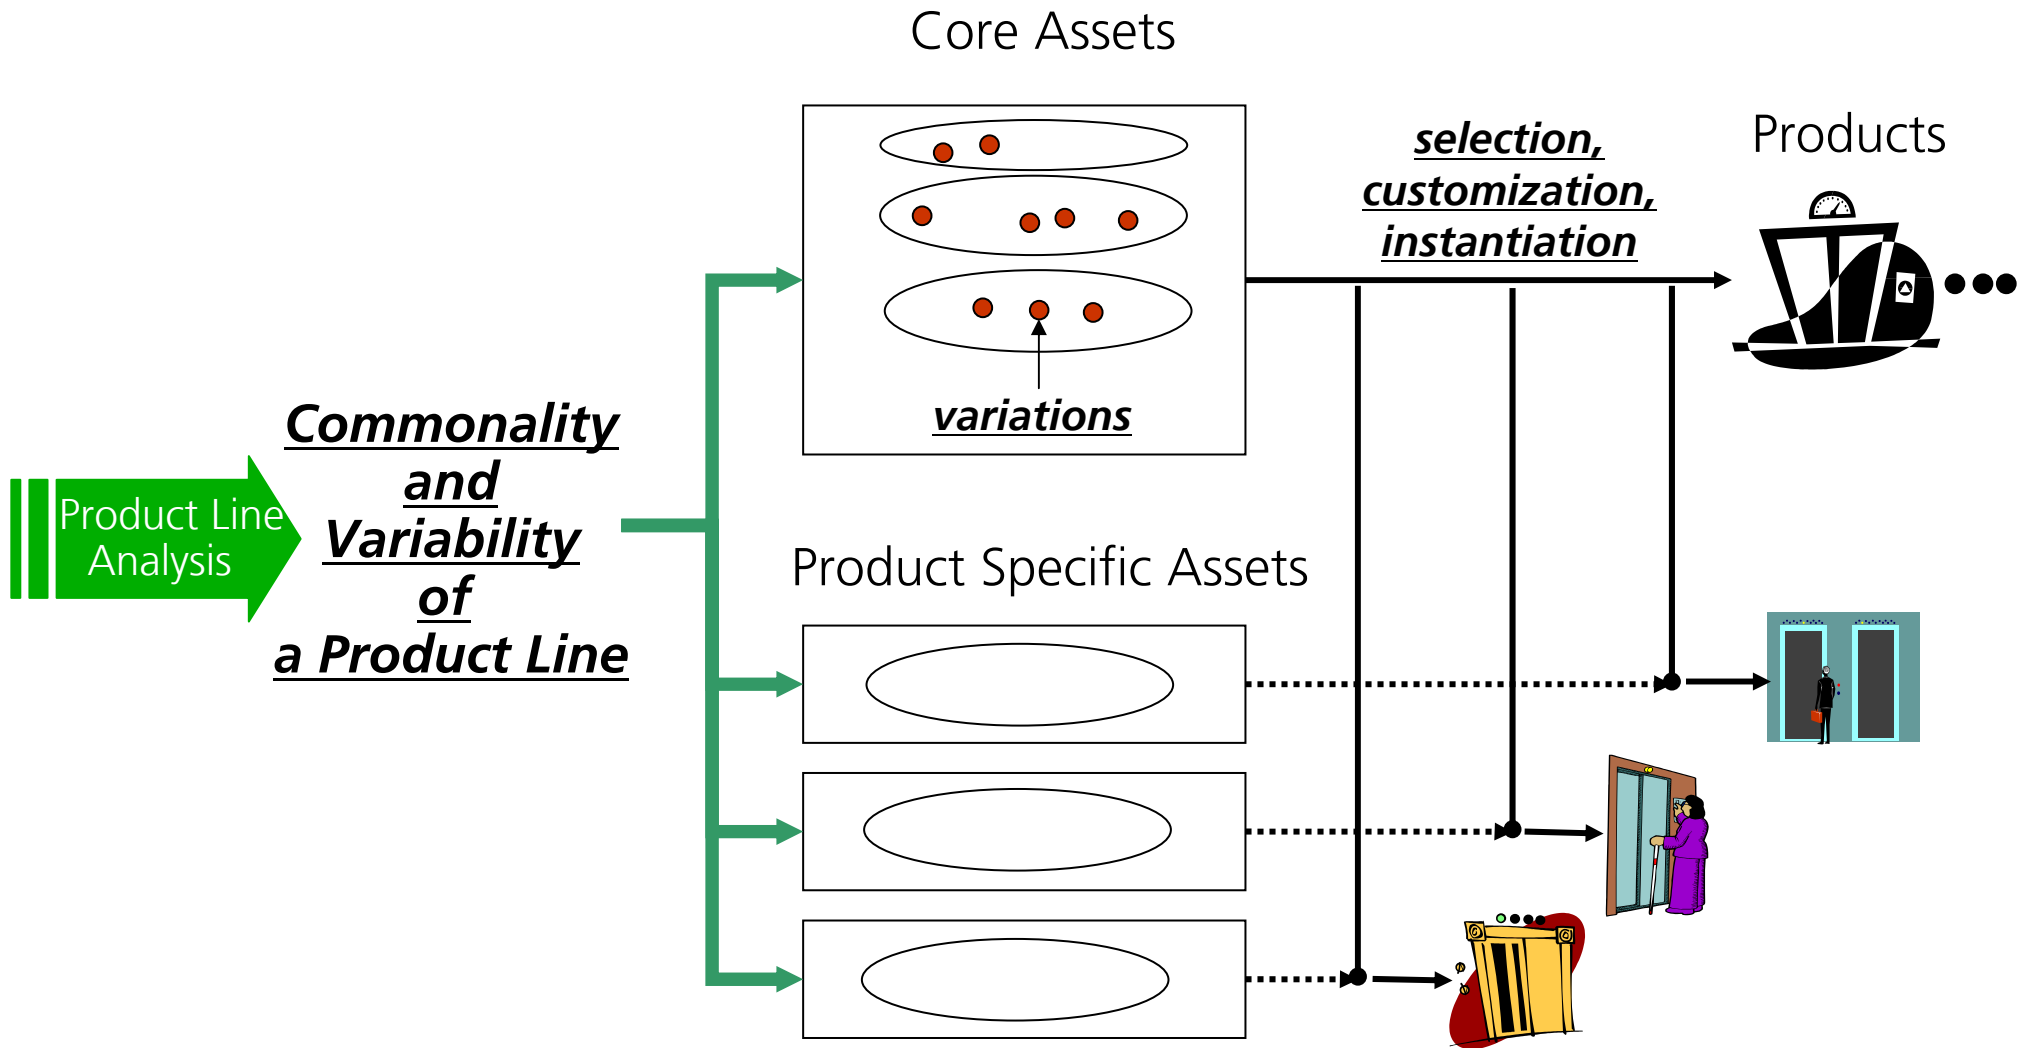 Core Assets
selection,
customization,
instantiation
Products
variations
Commonality
and
Variability
of
a Product Line
Product Line
Analysis
Product Specific Assets